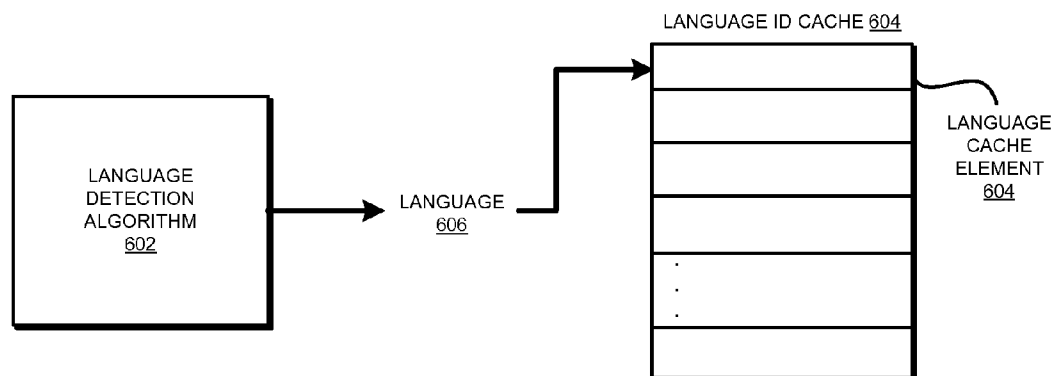 LANGUAGE ID CACHE 604
LANGUAGE
DETECTION
ALGORITHM
602
LANGUAGE
606
LANGUAGE
CACHE
ELEMENT
604